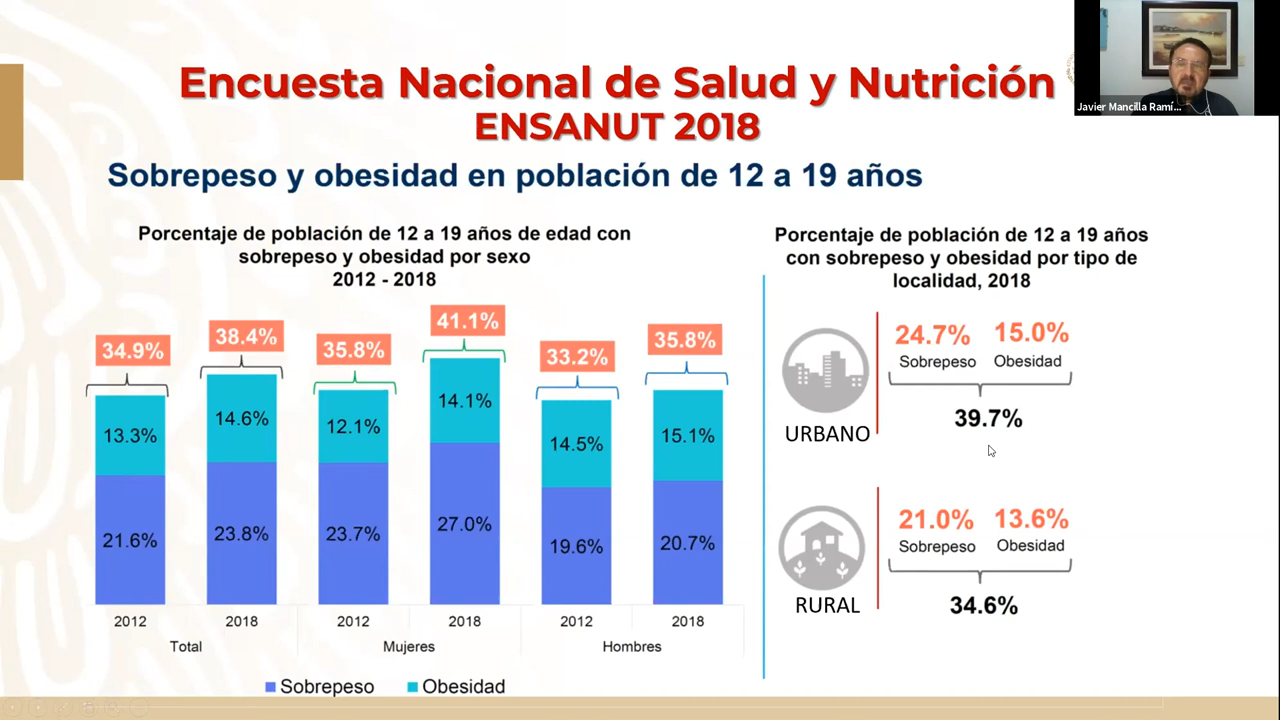 Javier Mancilla Ramí...
Encuesta Nacional de Salud y Nutrición
ENSANUT 2018
Sobrepeso y obesidad en población de 12 a 19 años
Porcentaje de población de 12 a 19 años de edad con
sobrepeso y obesidad por sexo
2012 - 2018
34.9% 38.4% 35.8% 41.1% 33.2% 35.8%
13.3% 14.6% 12.1% 14.1% 14.5% 15.1%
21.6% 23.8% 23.7% 27.0% 19.6% 20.7%
2012 2018 2012 2018 2012 2018
Total Mujeres Hombres
Sobrepeso Obesidad
Porcentaje de población de 12 a 19 años
con sobrepeso y obesidad por tipo de
localidad, 2018
24.7% 15.0%
Sobrepeso Obesidad
39.7%
URBANO
21.0% 13.6%
Sobrepeso Obesidad
34.6%
RURAL